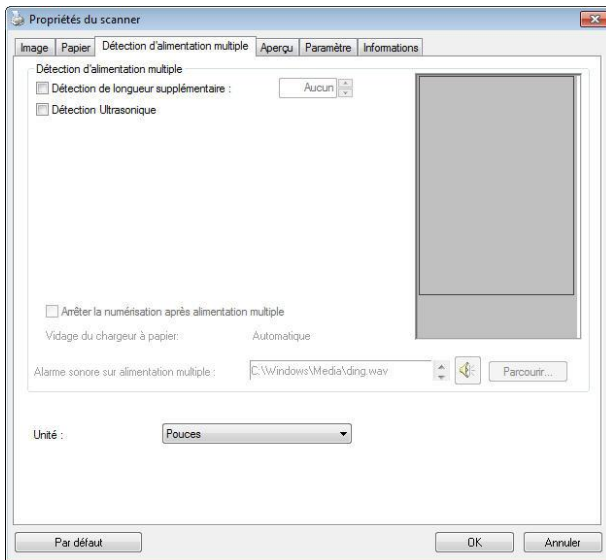 Propriétés du scanner
Image Papier Détection d'alimentation multiple Aperçu Paramètre Informations
Détection d'alimentation multiple
Détection de longueur supplémentaire : Aucun
Détection Ultrasonique
Arrêter la numérisation après alimentation multiple
Vidage du chargeur à papier: Automatique
Alarme sonore sur alimentation multiple : C:\Windows\Media\ding.wav Parcourir...
Unité : Pouces
Par défaut OK Annuler